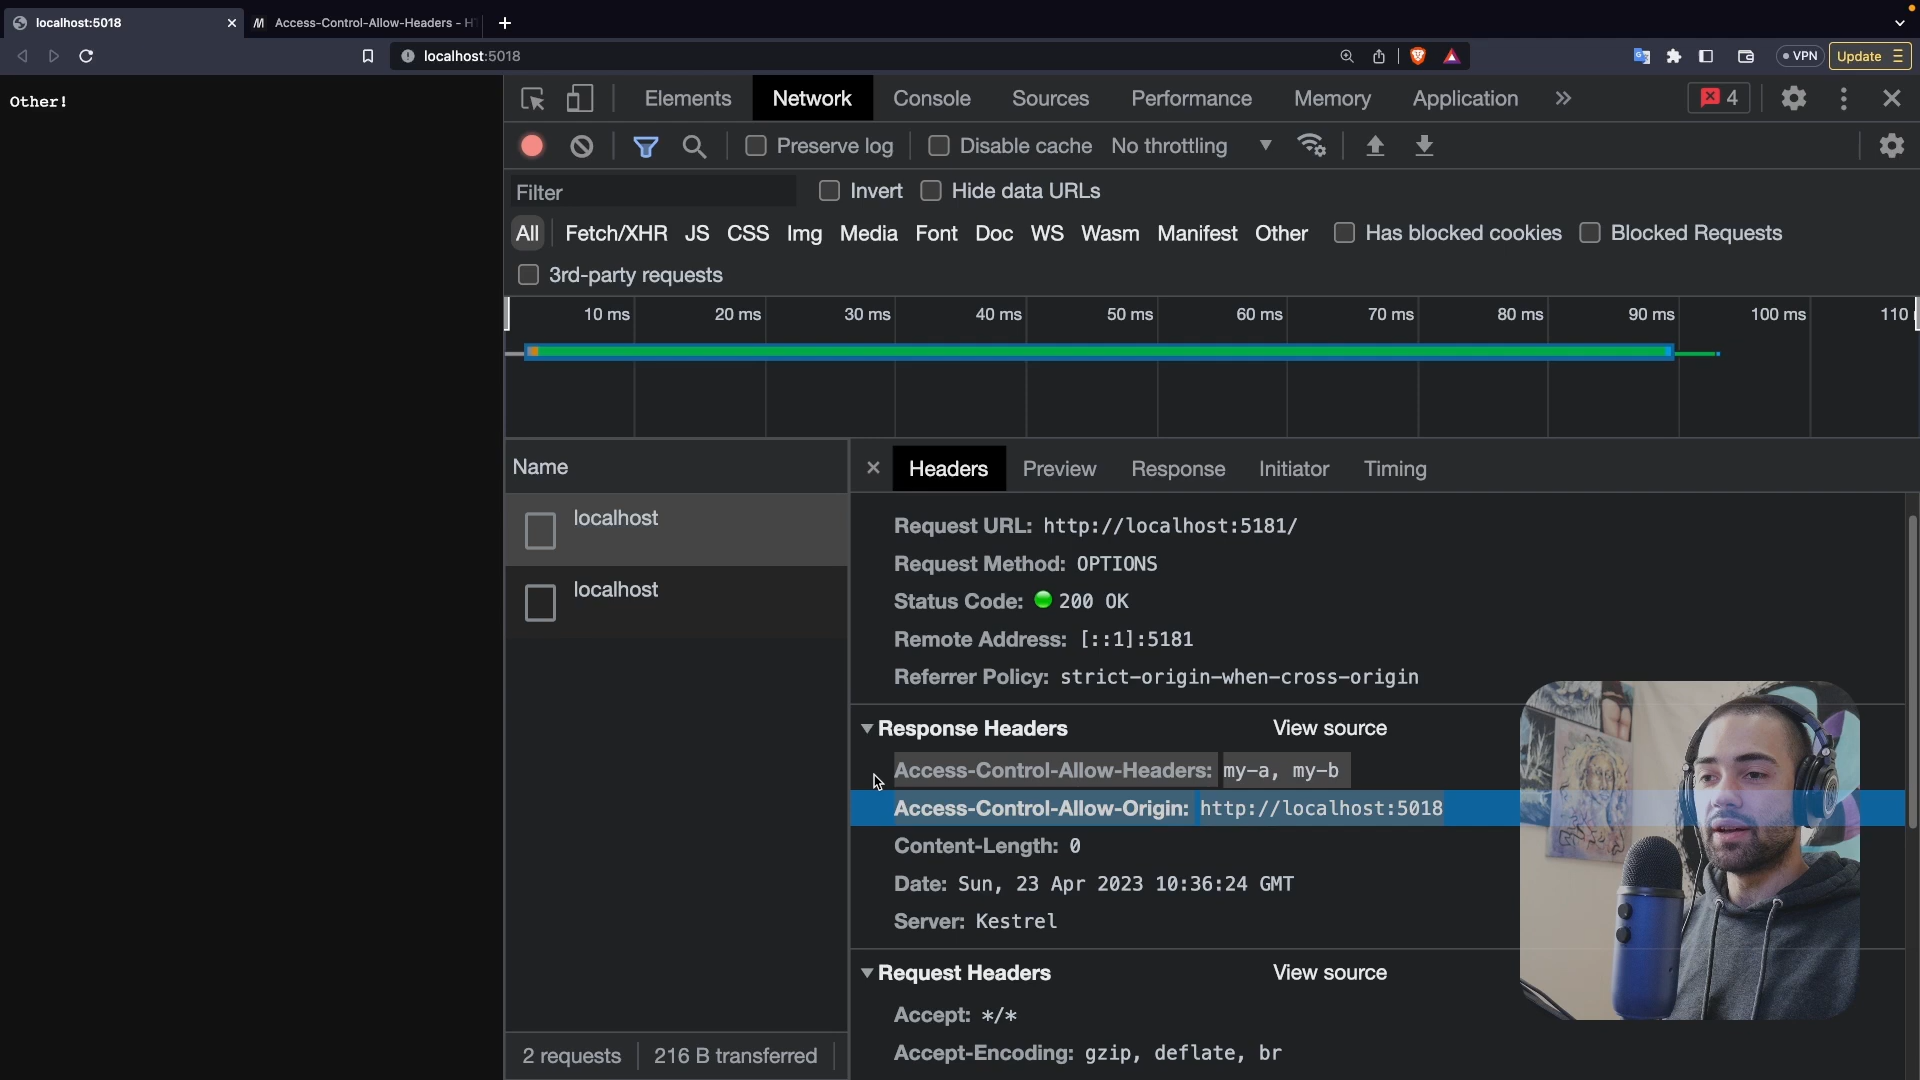 localhost:5018
Access-Control-Allow-Headers - H
localhost:5018
VPN
Update
Other!
Elements
Network
Console
Sources
Performance
Memory
Application
4
Preserve log
Disable cache
No throttling
Filter
Invert
Hide data URLs
All
Fetch/XHR
JS
CSS
Img
Media
Font
Doc
WS
Wasm
Manifest
Other
Has blocked cookies
Blocked Requests
3rd-party requests
10 ms
20 ms
30 ms
40 ms
50 ms
60 ms
70 ms
80 ms
90 ms
100 ms
110
Name
localhost
localhost
2 requests
216 B transferred
Headers
Preview
Response
Initiator
Timing
Request URL: http://localhost:5181/
Request Method: OPTIONS
Status Code: 200 OK
Remote Address: [::1]:5181
Referrer Policy: strict-origin-when-cross-origin
Response Headers
View source
Access-Control-Allow-Headers: my-a, my-b
Access-Control-Allow-Origin: http://localhost:5018
Content-Length: 0
Date: Sun, 23 Apr 2023 10:36:24 GMT
Server: Kestrel
Request Headers
View source
Accept: */*
Accept-Encoding: gzip, deflate, br